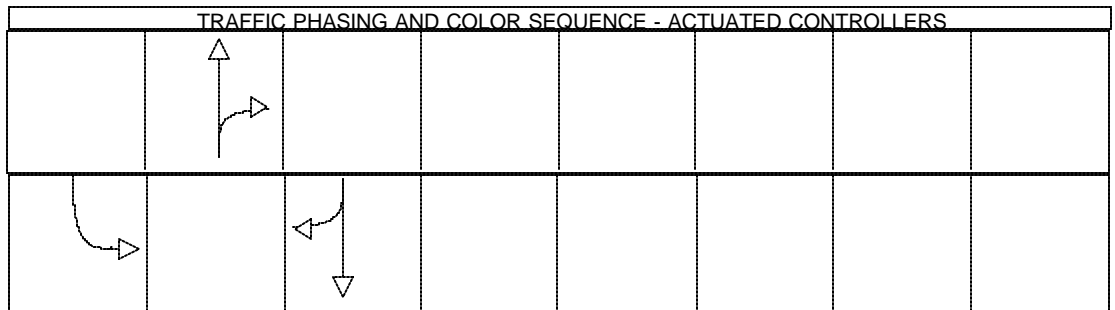 TRAFFIC PHASING AND COLOR SEQUENCE - ACTUATED CONTROLLERS